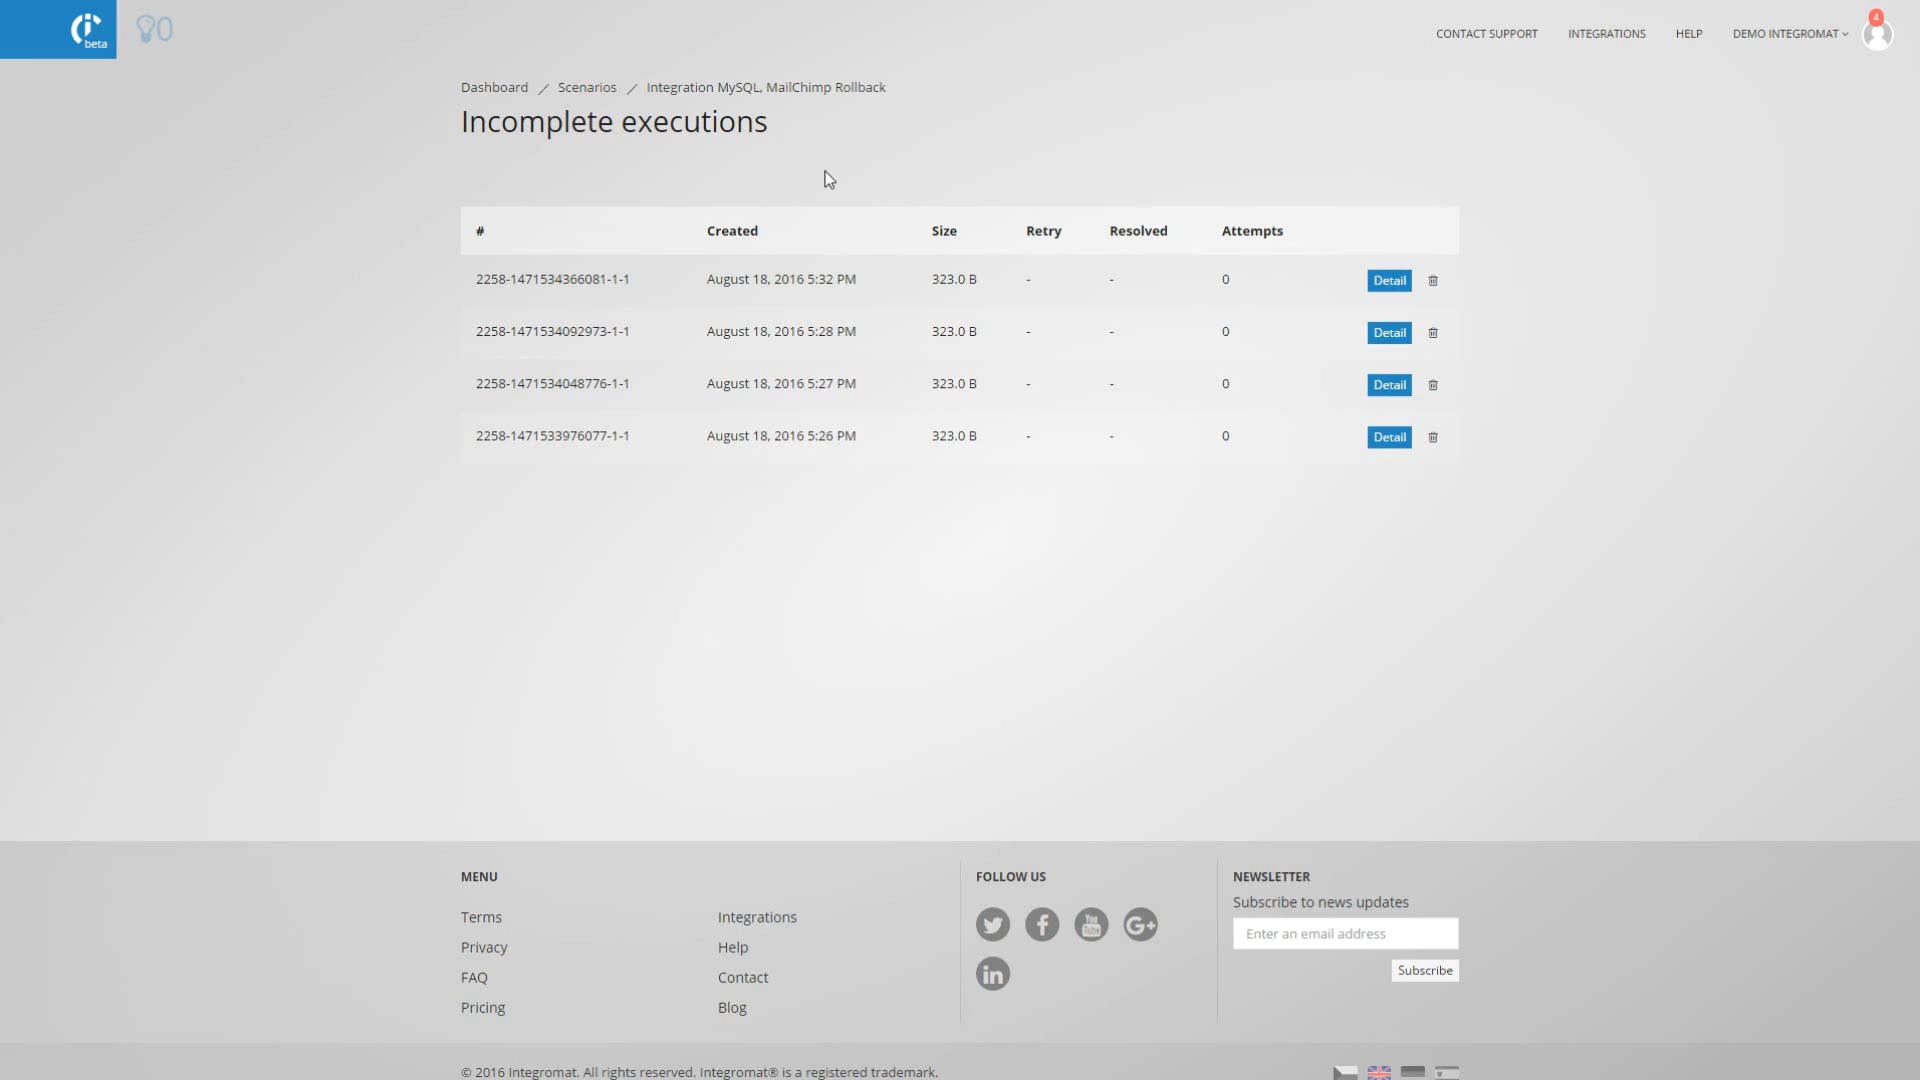 beta
0
CONTACT SUPPORT INTEGRATIONS HELP DEMO INTEGROMAT 4
Dashboard / Scenarios / Integration MySQL, MailChimp Rollback
Incomplete executions
# Created Size Retry Resolved Attempts
2258-1471534366081-1-1 August 18, 2016 5:32 PM 323.0 B - - 0 Detail
2258-1471534092973-1-1 August 18, 2016 5:28 PM 323.0 B - - 0 Detail
2258-1471534048776-1-1 August 18, 2016 5:27 PM 323.0 B - - 0 Detail
2258-1471533976077-1-1 August 18, 2016 5:26 PM 323.0 B - - 0 Detail
MENU
Terms
Privacy
FAQ
Pricing
Integrations
Help
Contact
Blog
FOLLOW US
You Tube
G+
in
NEWSLETTER
Subscribe to news updates
Enter an email address
Subscribe
© 2016 Integromat. All rights reserved. Integromat® is a registered trademark.